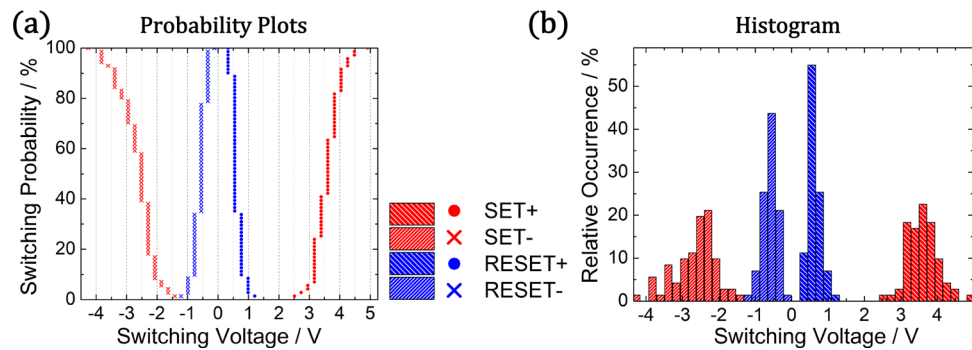 (a) Probability Plots
Switching Probability / %
100
80
60
40
20
0
-4 -3 -2 -1 0 1 2 3 4 5
Switching Voltage / V
SET+
SET-
RESET+
RESET-
(b) Histogram
Relative Occurrence / %
50
40
30
20
10
0
-4 -3 -2 -1 0 1 2 3 4
Switching Voltage / V